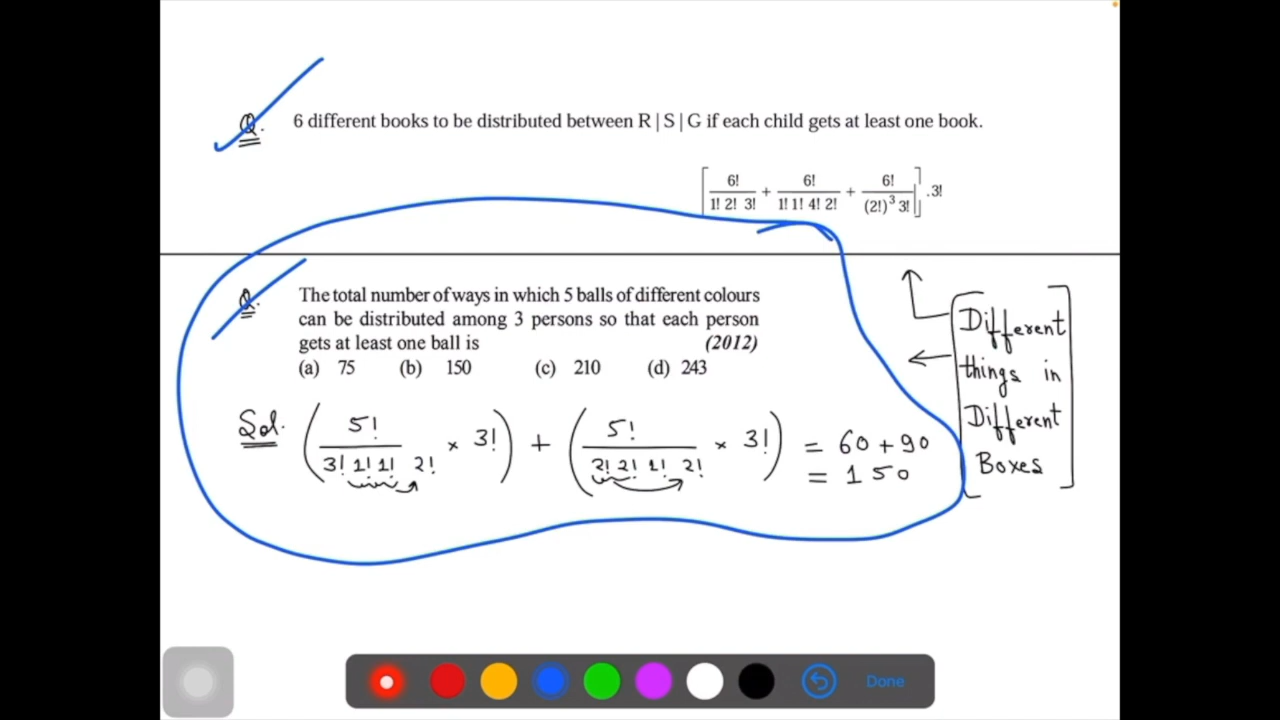 Q. 6 different books to be distributed between R | S | G if each child gets at least one book.
[6!/(1! 2! 3!) + 6!/(1! 1! 4! 2!) + 6!/((2!)³ 3!)] . 3!
Q. The total number of ways in which 5 balls of different colours
can be distributed among 3 persons so that each person
gets at least one ball is (2012)
(a) 75 (b) 150 (c) 210 (d) 243
Sol. (5!/(3! 1! 1! 2!) × 3!) + (5!/(2! 2! 1! 2!) × 3!) = 60 + 90
= 150
Different
things in
Different
Boxes
Done